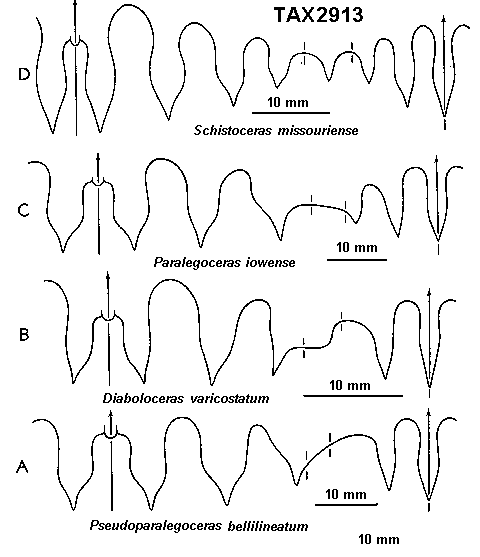 TAX2913
D
10 mm
Schistoceras missouriense
C
10 mm
Paralegoceras iowense
B
10 mm
Diaboloceras varicostatum
A
10 mm
Pseudoparalegoceras bellilineatum
10 mm